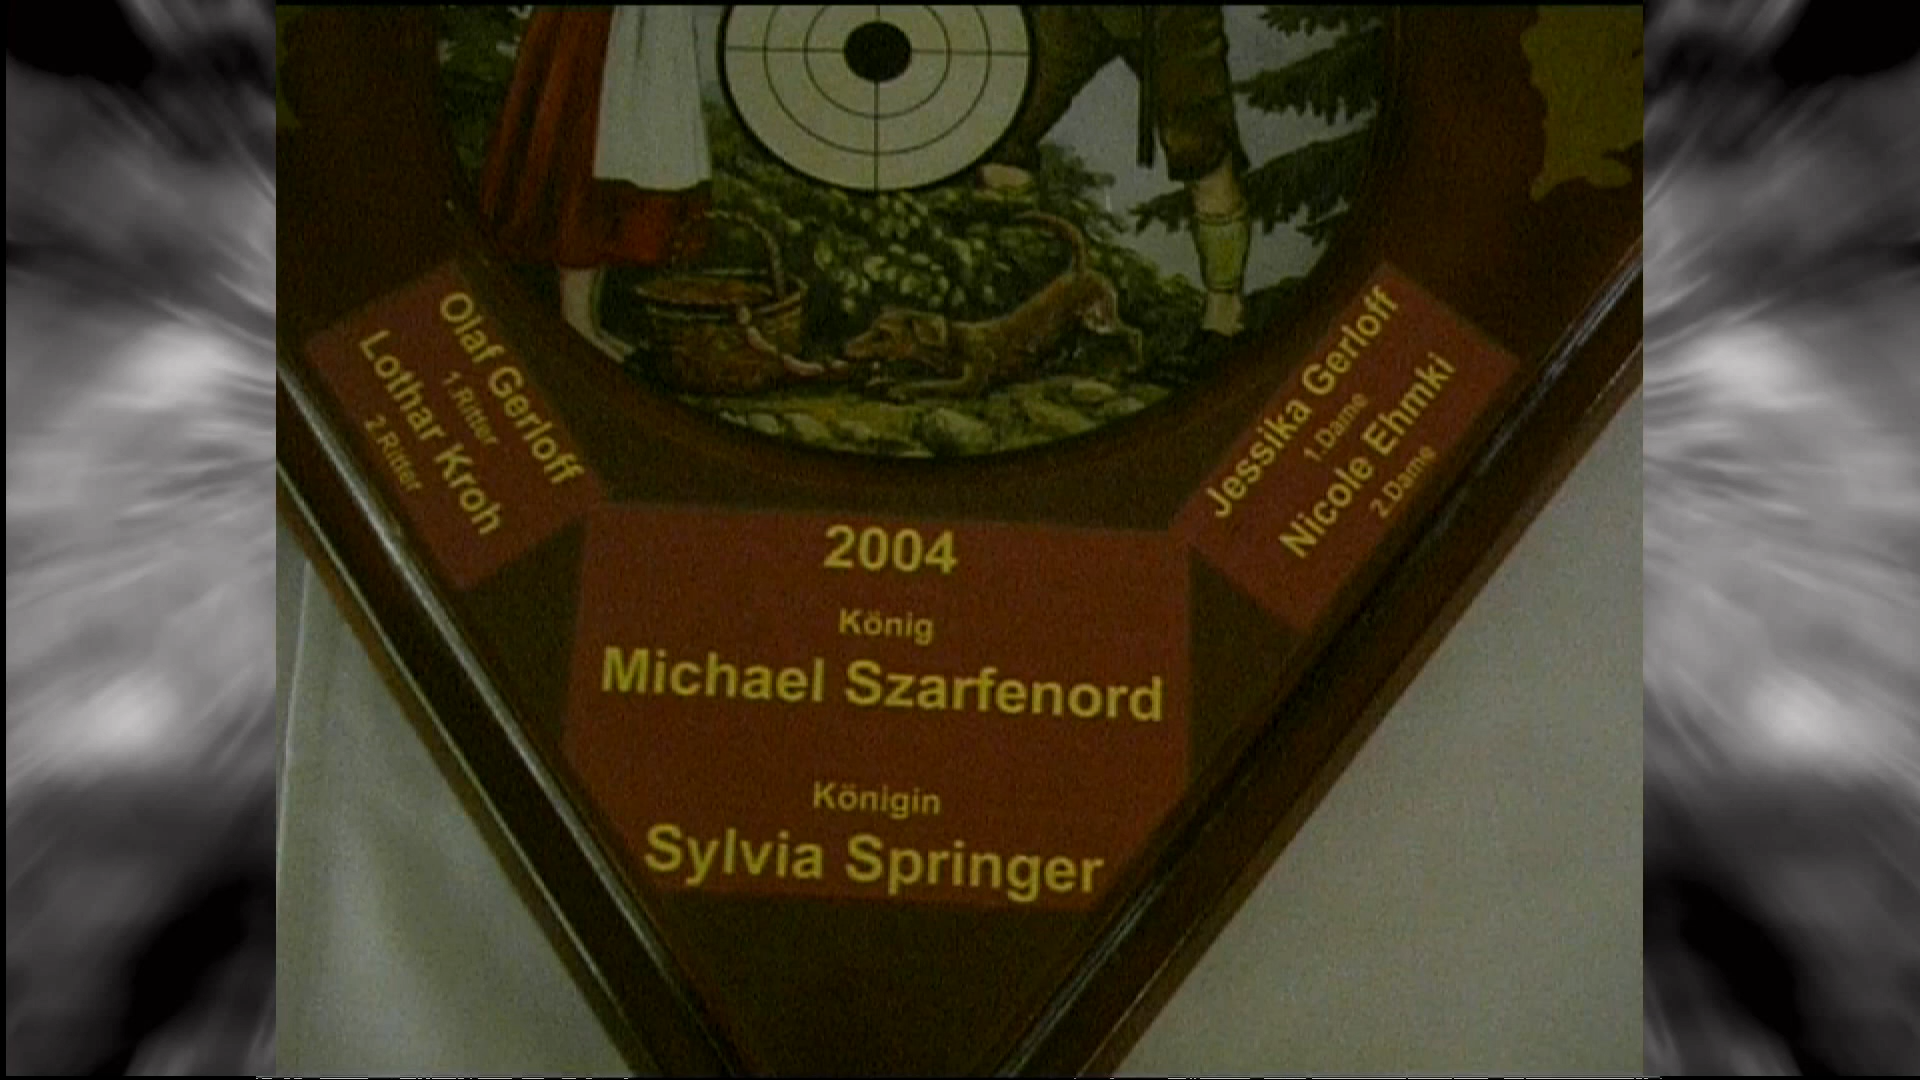 Olaf Gerloff
1.Ritter
Lothar Kroh
2.Ritter
Jessika Gerloff
1.Dame
Nicole Ehmki
2.Dame
2004
König
Michael Szarfenord
Königin
Sylvia Springer